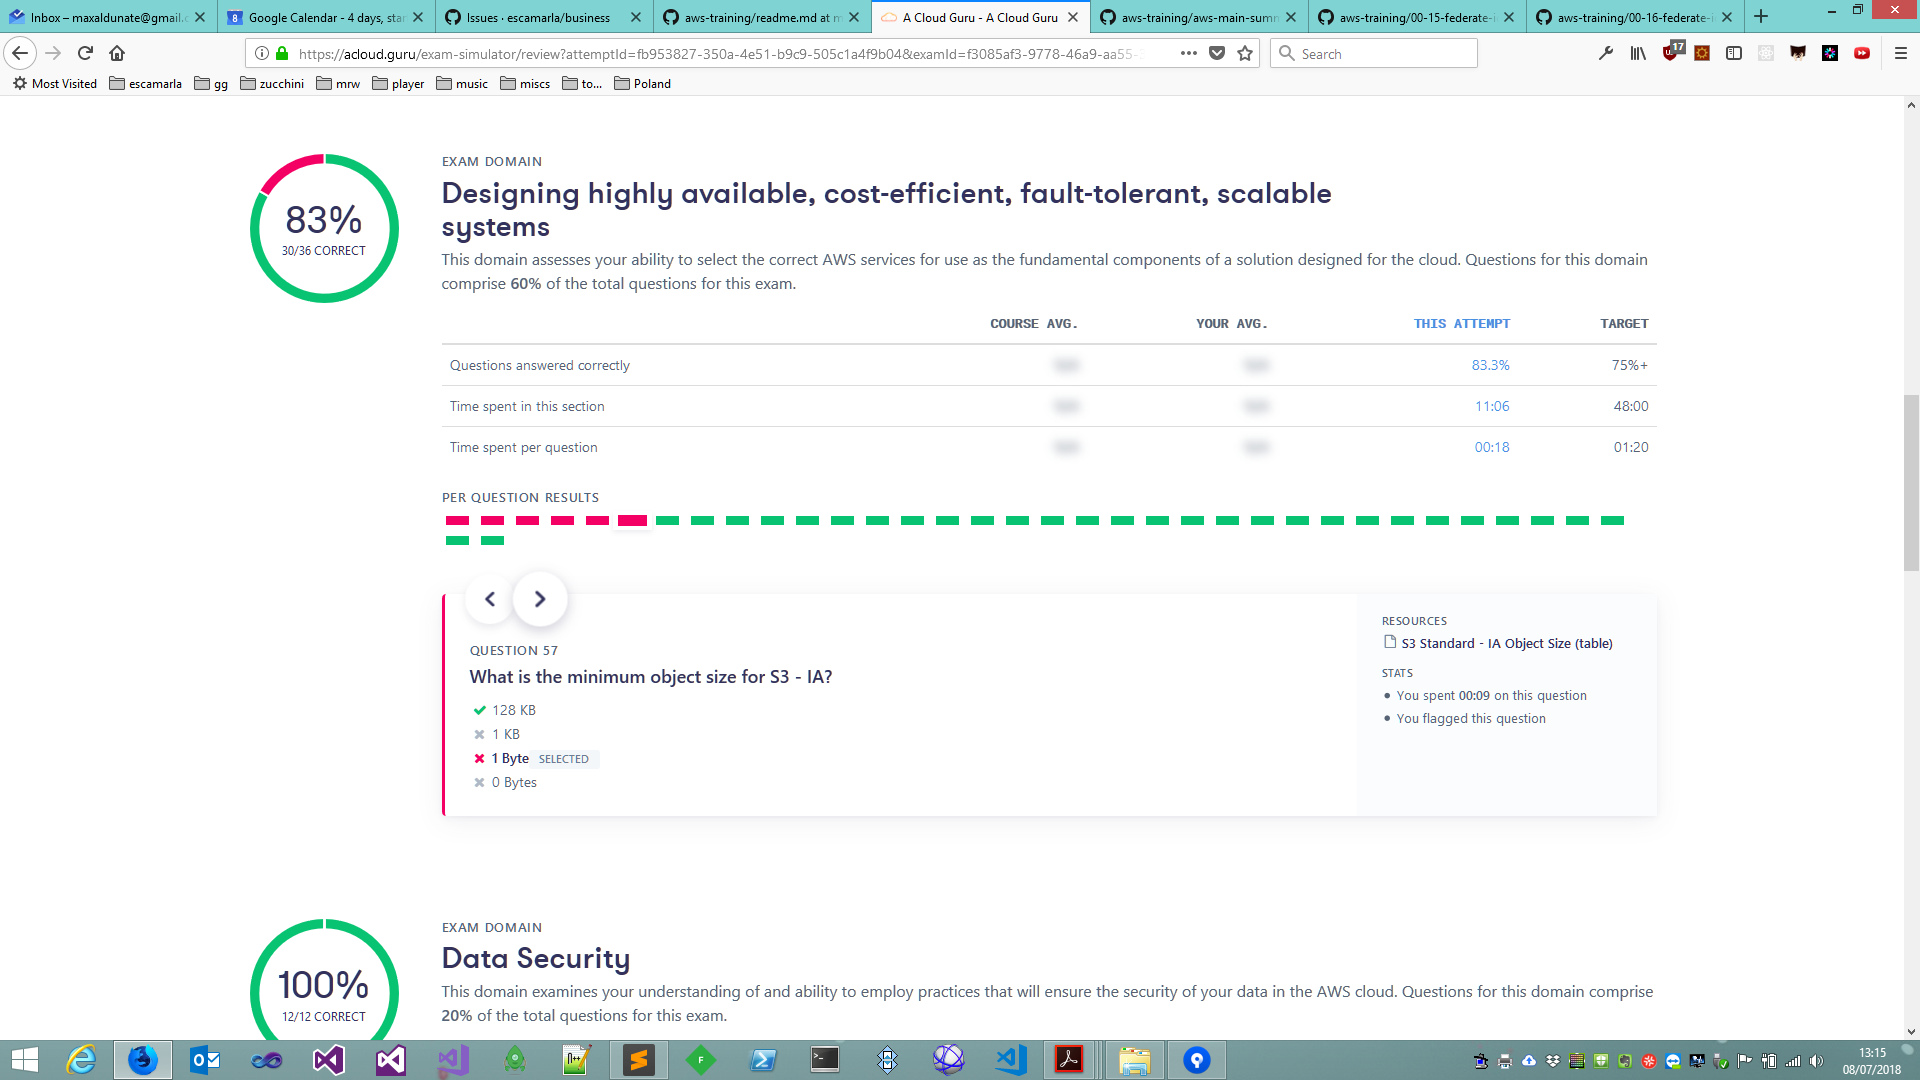 Inbox – maxaldunate@gmail.c
Google Calendar - 4 days, star
Issues · escamarla/business
aws-training/readme.md at m
A Cloud Guru - A Cloud Guru
aws-training/aws-main-summ
aws-training/00-15-federate-i
aws-training/00-16-federate-i
https://acloud.guru/exam-simulator/review?attemptId=fb953827-350a-4e51-b9c9-505c1a4f9b04&examId=f3085af3-9778-46a9-aa55-
Search
17
Most Visited escamarla gg zucchini mrw player music miscs to... Poland
83%
30/36 CORRECT
EXAM DOMAIN
Designing highly available, cost-efficient, fault-tolerant, scalable
systems
This domain assesses your ability to select the correct AWS services for use as the fundamental components of a solution designed for the cloud. Questions for this domain
comprise 60% of the total questions for this exam.
COURSE AVG. YOUR AVG. THIS ATTEMPT TARGET
Questions answered correctly 83.3% 75%+
Time spent in this section 11:06 48:00
Time spent per question 00:18 01:20
PER QUESTION RESULTS
QUESTION 57
What is the minimum object size for S3 - IA?
128 KB
1 KB
1 Byte SELECTED
0 Bytes
RESOURCES
S3 Standard - IA Object Size (table)
STATS
You spent 00:09 on this question
You flagged this question
100%
12/12 CORRECT
EXAM DOMAIN
Data Security
This domain examines your understanding of and ability to employ practices that will ensure the security of your data in the AWS cloud. Questions for this domain comprise
20% of the total questions for this exam.
13:15
08/07/2018